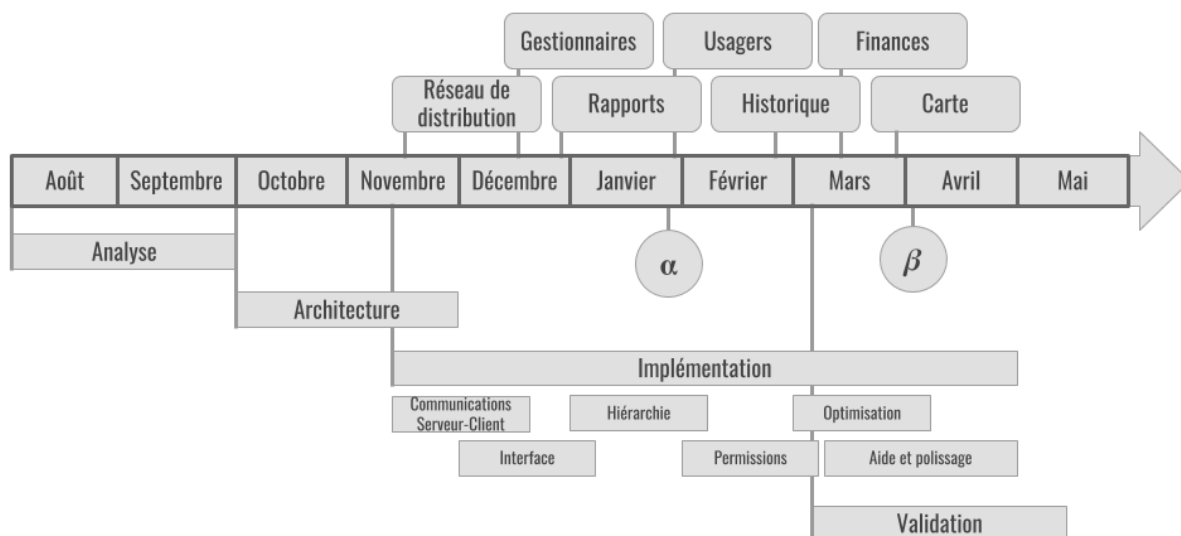 Gestionnaires
Usagers
Finances
Réseau de
distribution
Rapports
Historique
Carte
Août
Septembre
Octobre
Novembre
Décembre
Janvier
Février
Mars
Avril
Mai
Analyse
α
β
Architecture
Implémentation
Communications
Serveur-Client
Hiérarchie
Optimisation
Interface
Permissions
Aide et polissage
Validation